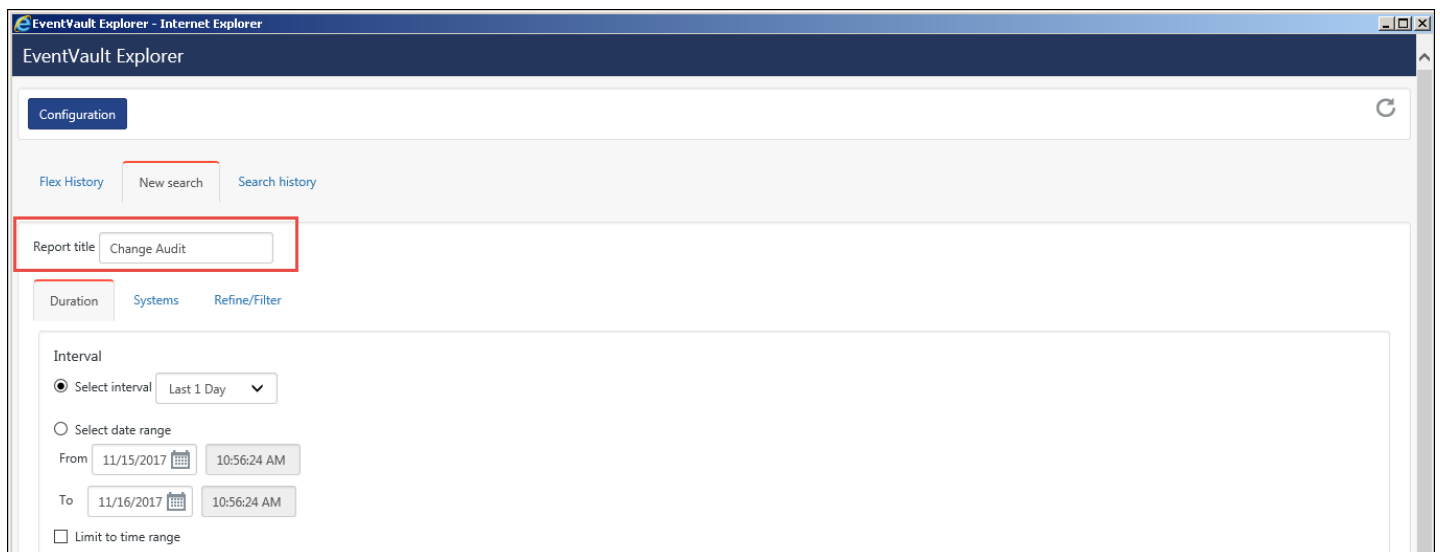 EventVault Explorer - Internet Explorer
EventVault Explorer
Configuration
Flex History New search Search history
Report title Change Audit
Duration Systems Refine/Filter
Interval
Select interval Last 1 Day
Select date range
From 11/15/2017 10:56:24 AM
To 11/16/2017 10:56:24 AM
Limit to time range